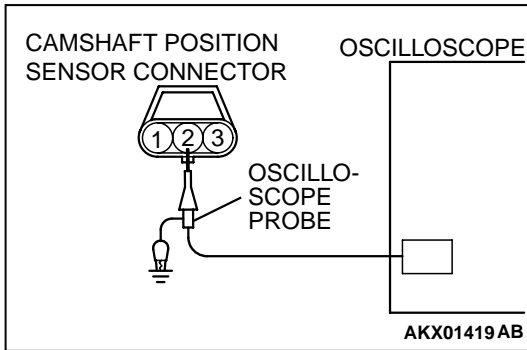 CAMSHAFT POSITION
SENSOR CONNECTOR
OSCILLOSCOPE
1 2 3
OSCILLO-
SCOPE
PROBE
AKX01419 AB